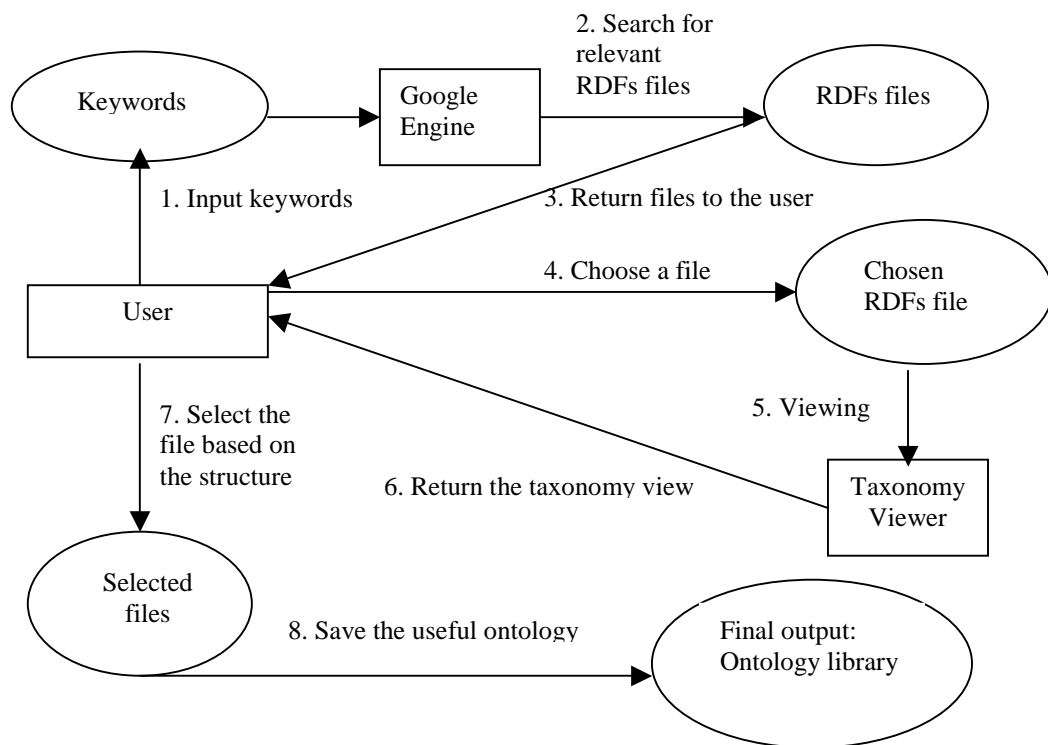 2. Search for
relevant
RDFs files
Keywords
Google
Engine
RDFs files
1. Input keywords
3. Return files to the user
4. Choose a file
Chosen
RDFs file
User
7. Select the
file based on
the structure
5. Viewing
6. Return the taxonomy view
Taxonomy
Viewer
Selected
files
8. Save the useful ontology
Final output:
Ontology library